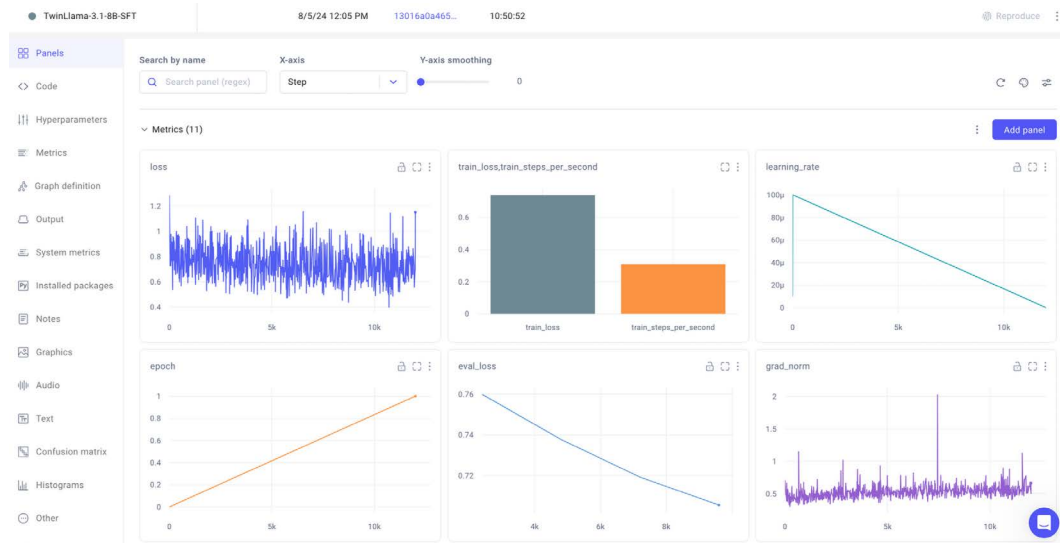 TwinLlama-3.1-8B-SFT 8/5/24 12:05 PM 13016a0a465... 10:50:52 Reproduce
Panels
Code
Hyperparameters
Metrics
Graph definition
Output
System metrics
Py Installed packages
Notes
Graphics
Audio
Text
Confusion matrix
Histograms
Other
Search by name X-axis Y-axis smoothing
Search panel (regex) Step 0
Metrics (11) Add panel
loss
1.2
1
0.8
0.6
0.4
0 5k 10k
train_loss,train_steps_per_second
0.6
0.4
0.2
0
train_loss train_steps_per_second
learning_rate
100μ
80μ
60μ
40μ
20μ
0
0 5k 10k
epoch
1
0.8
0.6
0.4
0.2
0
0 5k 10k
eval_loss
0.76
0.74
0.72
4k 6k 8k
grad_norm
2
1.5
1
0.5
0 5k 10k